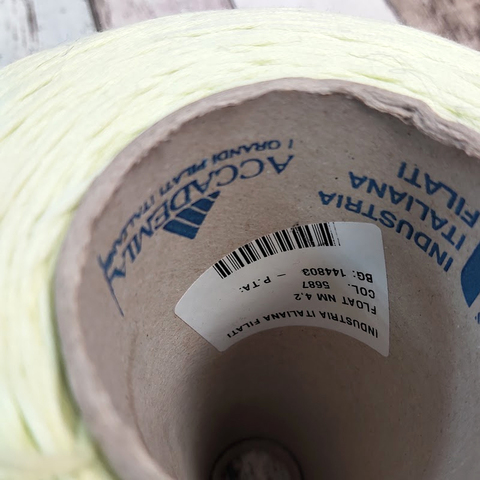 ACCADEMIA
I GRANDI FILATI ITALIANI
INDUSTRIA
ITALIANA
FILATI
INDUSTRIA ITALIANA FILATI
FLOAT NM 4,2
COL. 5687
BG: 144803 - P.TA: